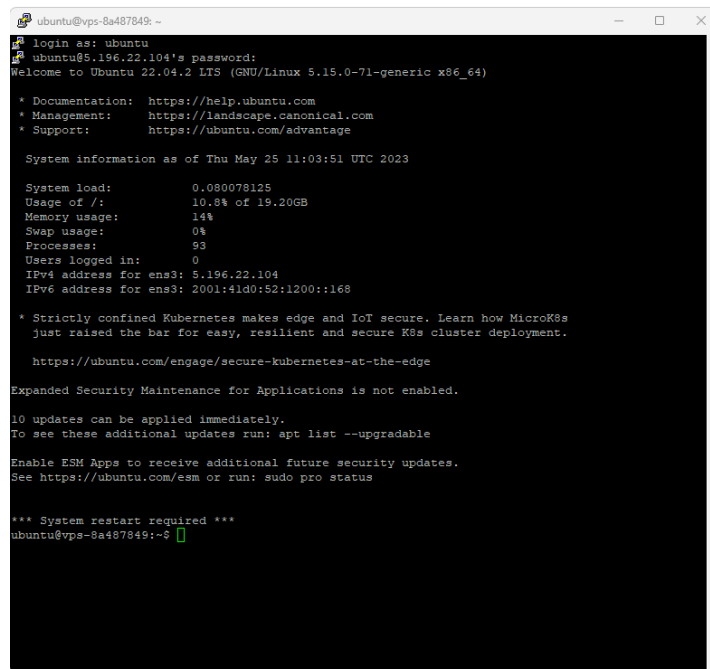 ubuntu@vps-8a487849: ~
login as: ubuntu
ubuntu@5.196.22.104's password:
Welcome to Ubuntu 22.04.2 LTS (GNU/Linux 5.15.0-71-generic x86_64)
* Documentation:  https://help.ubuntu.com
* Management:     https://landscape.canonical.com
* Support:        https://ubuntu.com/advantage
System information as of Thu May 25 11:03:51 UTC 2023
System load:           0.080078125
Usage of /:            10.8% of 19.20GB
Memory usage:          14%
Swap usage:            0%
Processes:             93
Users logged in:       0
IPv4 address for ens3: 5.196.22.104
IPv6 address for ens3: 2001:41d0:52:1200::168
* Strictly confined Kubernetes makes edge and IoT secure. Learn how MicroK8s
just raised the bar for easy, resilient and secure K8s cluster deployment.
https://ubuntu.com/engage/secure-kubernetes-at-the-edge
Expanded Security Maintenance for Applications is not enabled.
10 updates can be applied immediately.
To see these additional updates run: apt list --upgradable
Enable ESM Apps to receive additional future security updates.
See https://ubuntu.com/esm or run: sudo pro status
*** System restart required ***
ubuntu@vps-8a487849:~$